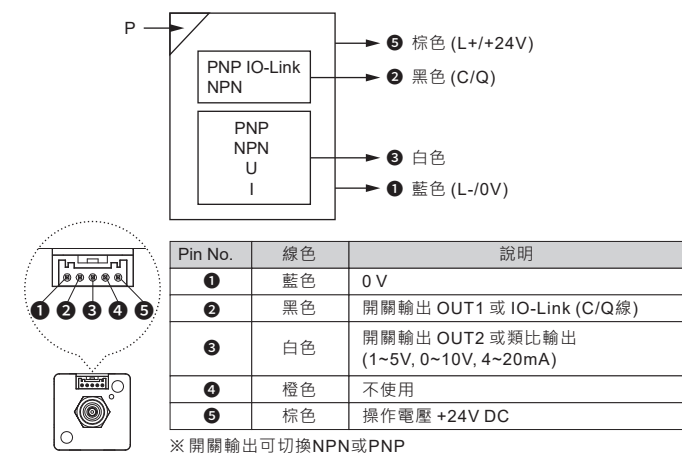 P
❺ 棕色 (L+/+24V)
PNP IO-Link
NPN
❷ 黑色 (C/Q)
PNP
NPN
U
I
❸ 白色
❶ 藍色 (L-/0V)
Pin No. 線色 說明
❶ 藍色 0 V
❷ 黑色 開關輸出 OUT1 或 IO-Link (C/Q線)
❸ 白色 開關輸出 OUT2 或類比輸出
(1~5V, 0~10V, 4~20mA)
❹ 橙色 不使用
❺ 棕色 操作電壓 +24V DC
❶ ❷ ❸ ❹ ❺
※ 開關輸出可切換NPN或PNP